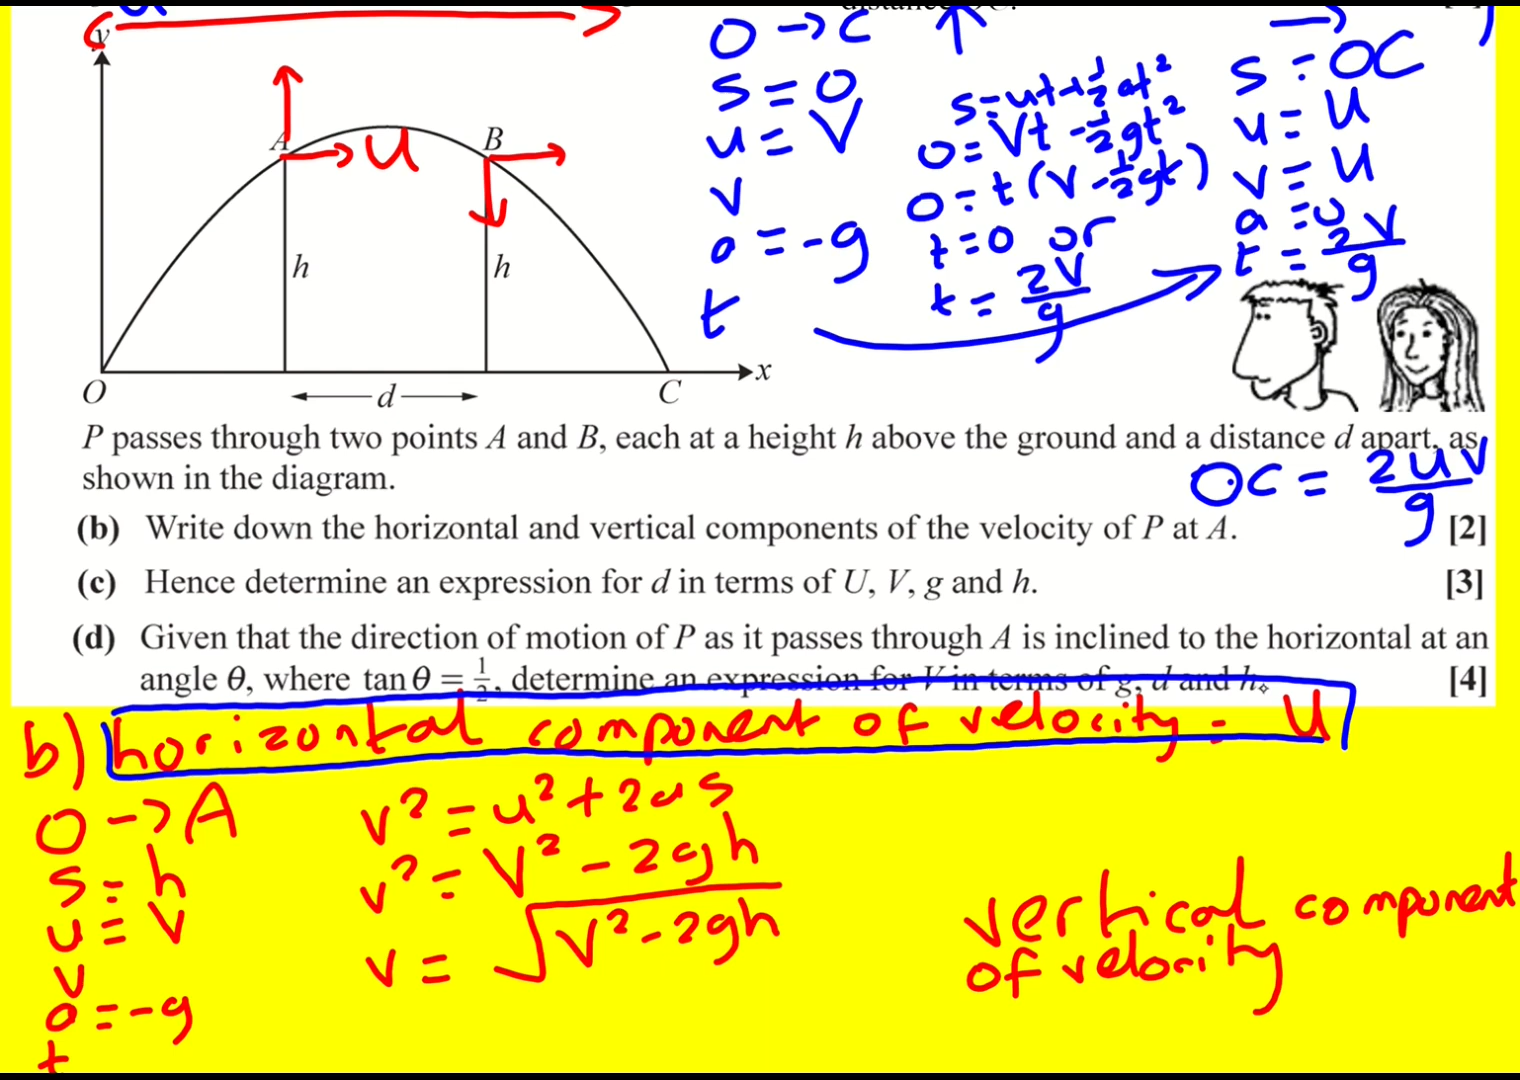 O → C
S = O
u = V
v
a = -g
t
S = ut + ½at²
O = Vt - ½gt²
O = t(V - ½gt)
t = O or
t = 2V/g
S = OC
u = U
v = U
a = 0
t = 2V/g
y
A
u
B
h
h
O
d
C
x
P passes through two points A and B, each at a height h above the ground and a distance d apart, as
shown in the diagram.
OC = 2UV/g
(b) Write down the horizontal and vertical components of the velocity of P at A. [2]
(c) Hence determine an expression for d in terms of U, V, g and h. [3]
(d) Given that the direction of motion of P as it passes through A is inclined to the horizontal at an
angle θ, where tan θ = ½, determine an expression for V in terms of g, d and h. [4]
b) horizontal component of velocity = U
O → A
S = h
u = V
v
a = -g
t
v² = u² + 2as
v² = V² - 2gh
v = √(V² - 2gh)
vertical component
of velocity